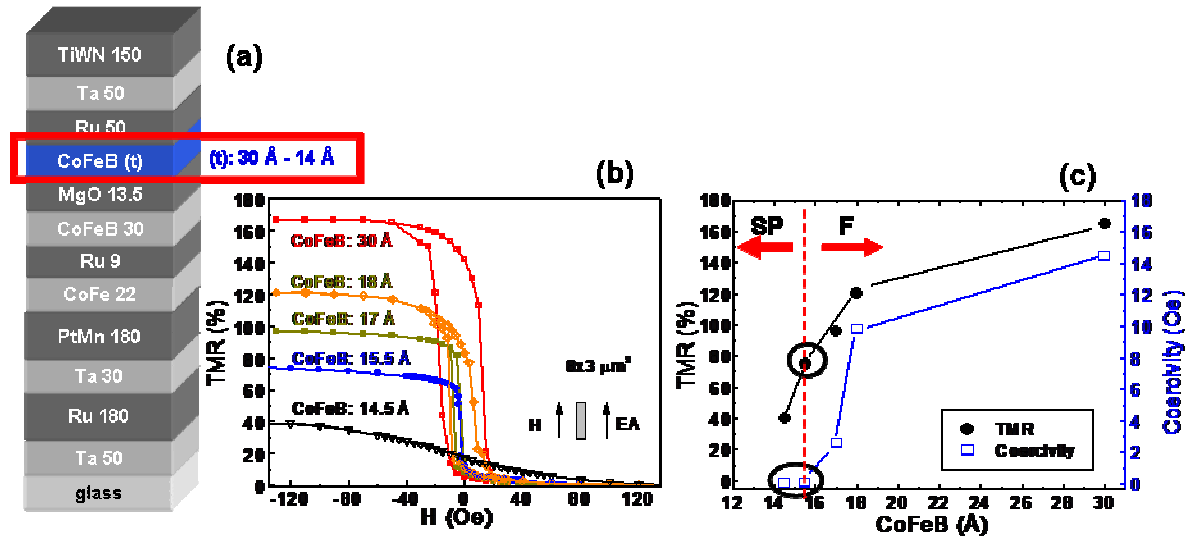 (a)
TiWN 150
Ta 50
Ru 50
CoFeB (t)
(t): 30 Å - 14 Å
MgO 13.5
CoFeB 30
Ru 9
CoFe 22
PtMn 180
Ta 30
Ru 180
Ta 50
glass
(b)
180
160
140
120
100
80
60
40
20
0
TMR (%)
CoFeB: 30 Å
CoFeB: 18 Å
CoFeB: 17 Å
CoFeB: 15.5 Å
CoFeB: 14.5 Å
H
EA
-120 -80 -40 0 40 80 120
H (Oe)
(c)
180
160
140
120
100
80
60
40
20
0
TMR (%)
SP F
TMR
Coercivity
16
14
12
10
8
6
4
2
0
Coercivity (Oe)
12 14 16 18 20 22 24 26 28 30
CoFeB (Å)